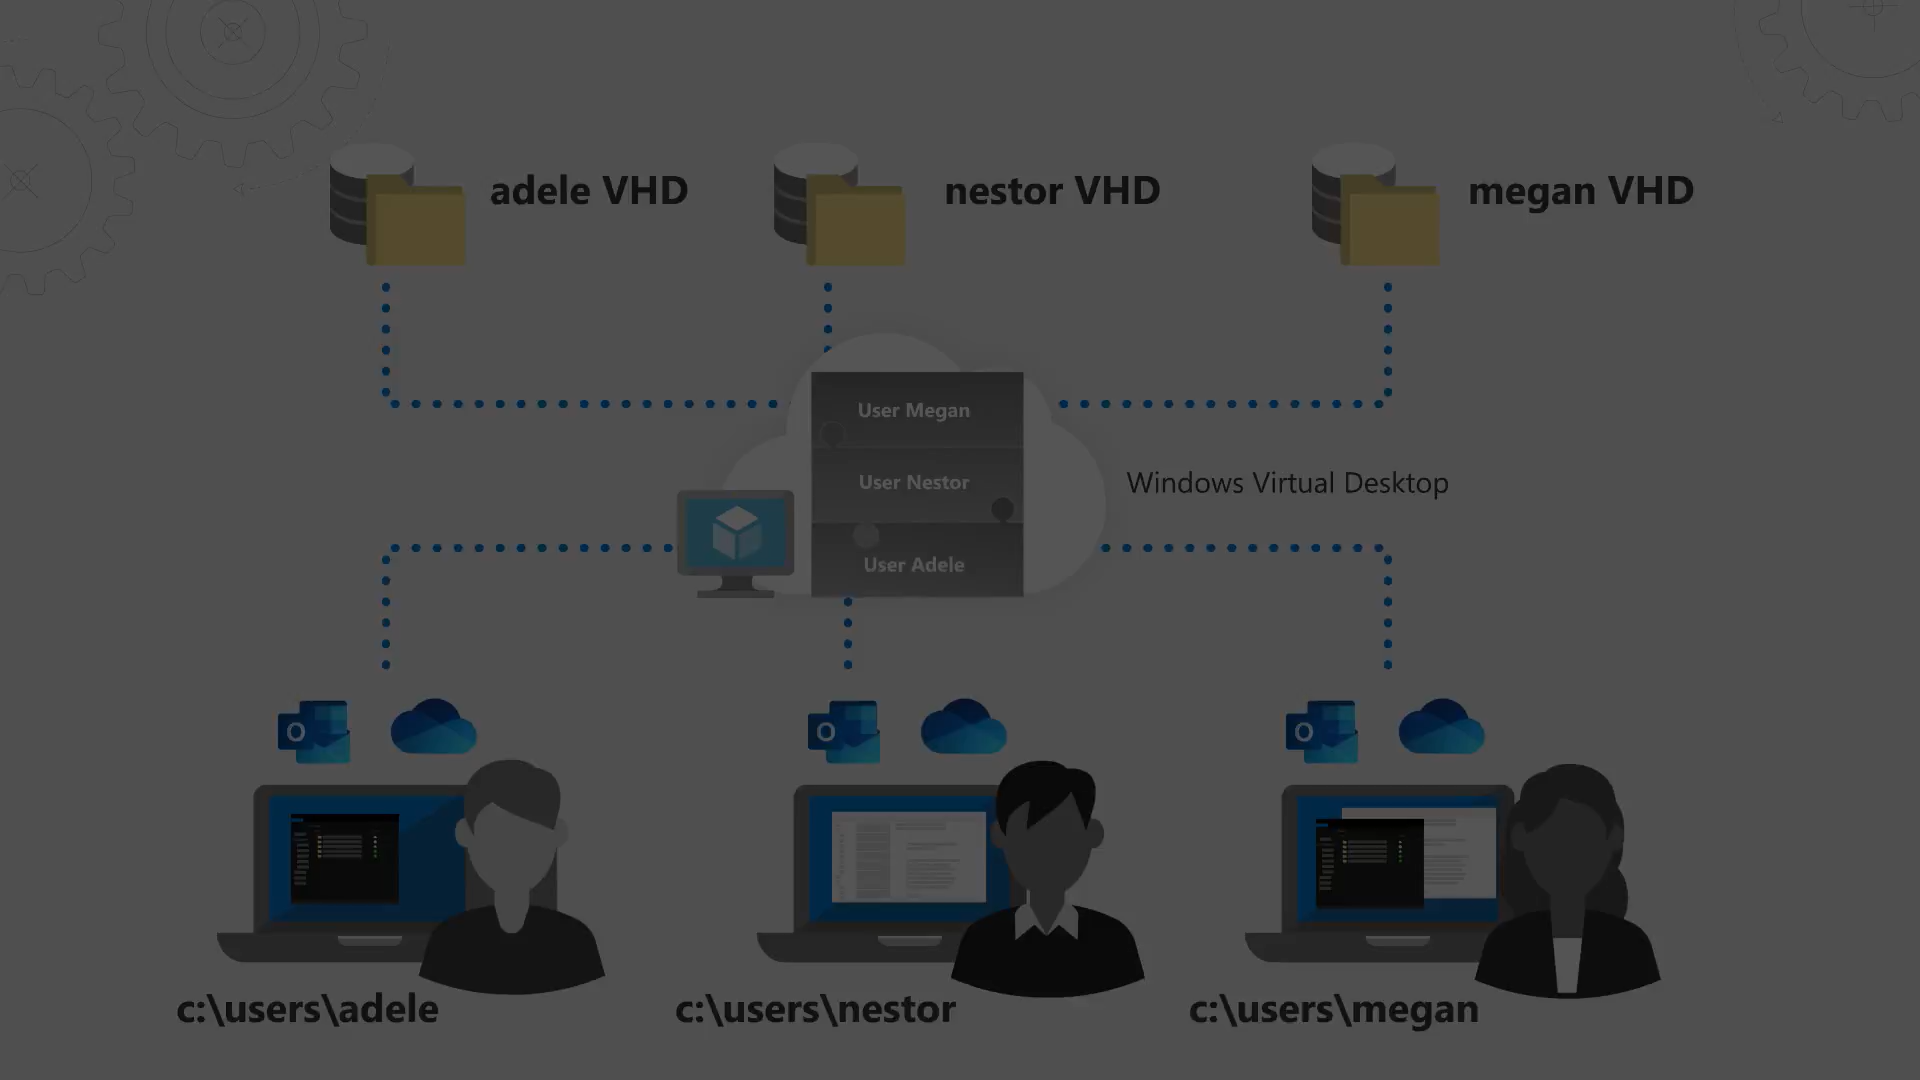 adele VHD
nestor VHD
megan VHD
User Megan
User Nestor
User Adele
Windows Virtual Desktop
O
O
O
c:\users\adele
c:\users\nestor
c:\users\megan